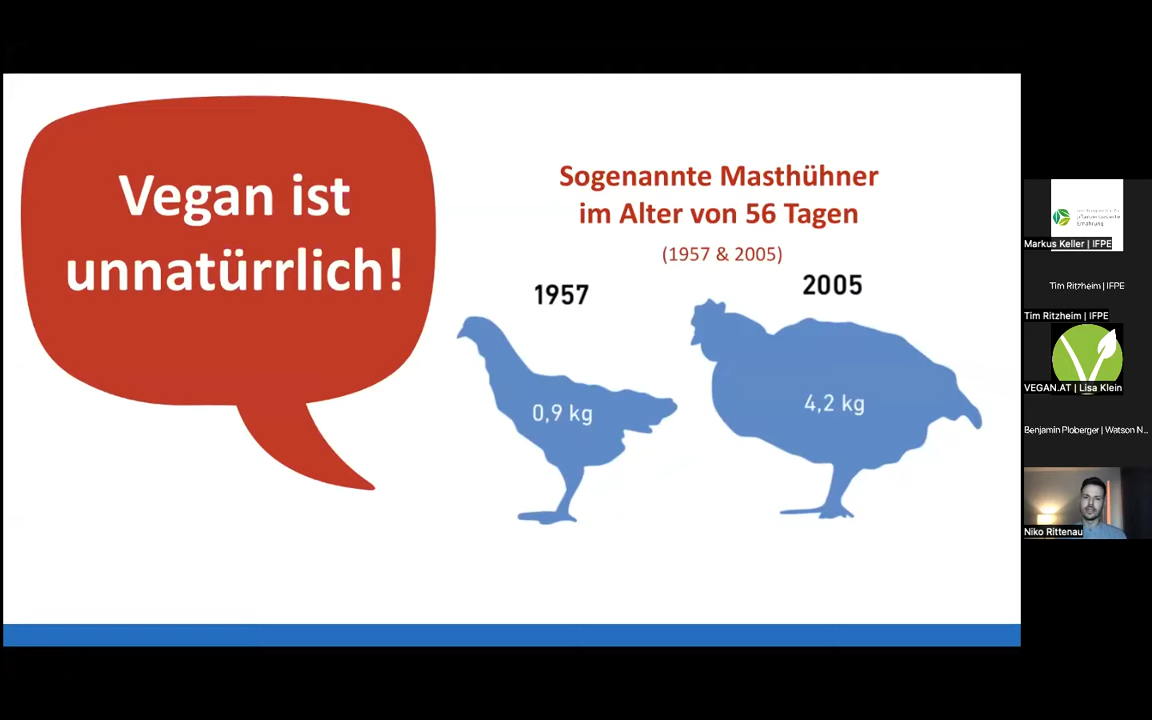 Vegan ist
unnatürrlich!
Sogenannte Masthühner
im Alter von 56 Tagen
(1957 & 2005)
1957
2005
0,9 kg
4,2 kg
pflanzenbasierte
Ernährung
Markus Keller | IFPE
Tim Ritzheim | IFPE
Tim Ritzheim | IFPE
VEGAN.AT | Lisa Klein
Benjamin Ploberger | Watson N...
Niko Rittenau